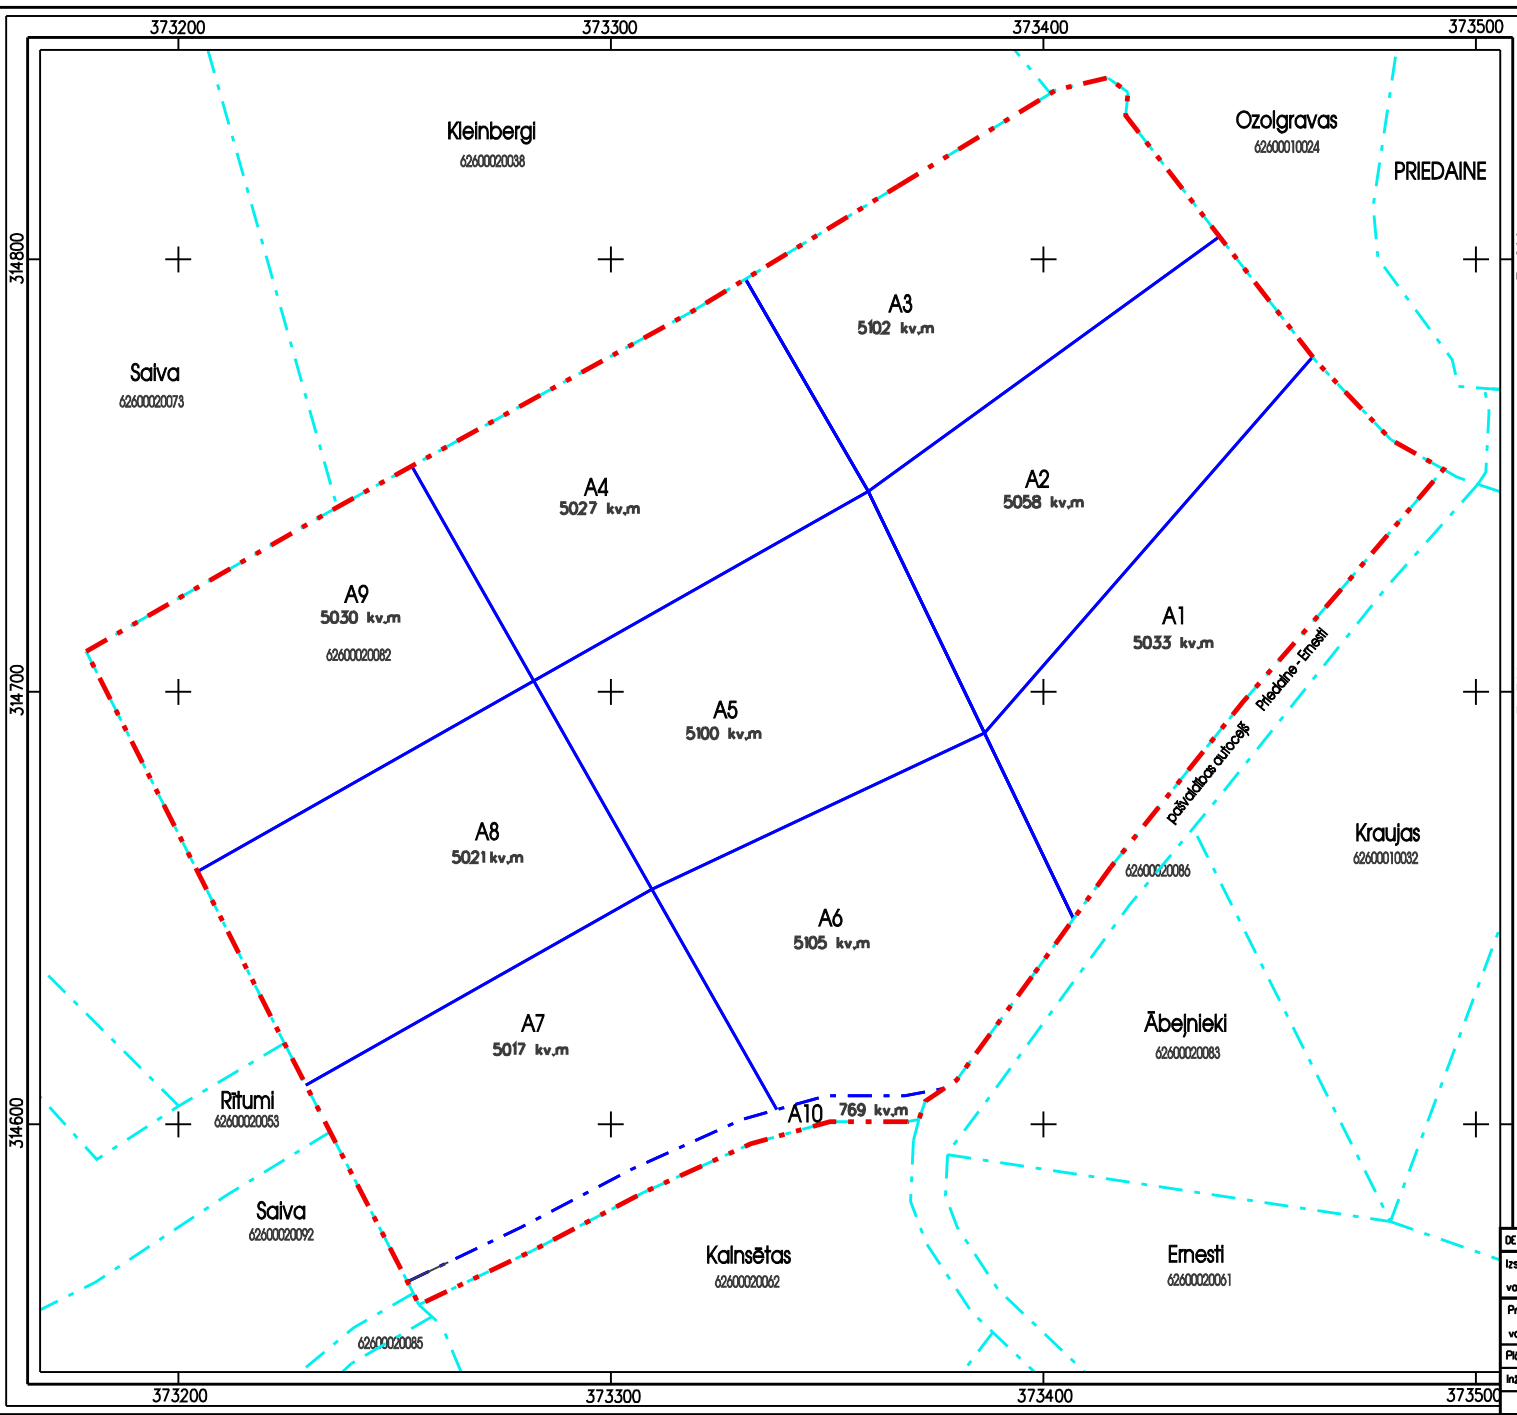 373200
373300
373400
373500
Kleinbergi
62600020038
Ozolgravas
62600010024
PRIEDAINE
314800
A3
5102 kv,m
Saiva
62600020073
A4
5027 kv,m
A2
5058 kv,m
A9
5030 kv,m
62600020082
A1
5033 kv,m
314700
A5
5100 kv,m
pašvaldības autoceļš Priedaine - Ernesti
A8
5021 kv,m
Kraujas
62600010032
62600020086
A6
5105 kv,m
A7
5017 kv,m
Ābeļnieki
62600020083
Rītumi
62600020053
314600
A10 769 kv,m
Saiva
62600020092
Kalnsētas
62600020062
Ernesti
62600020061
62600020085
373200
373300
373400
373500